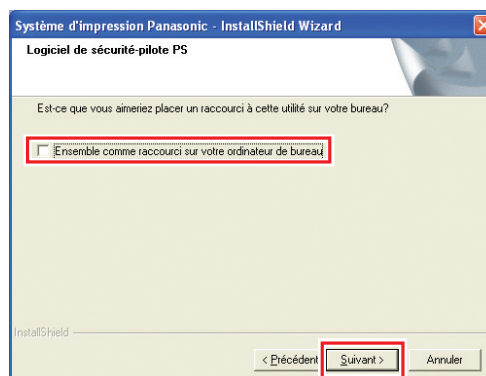 Système d'impression Panasonic - InstallShield Wizard
Logiciel de sécurité-pilote PS
Est-ce que vous aimeriez placer un raccourci à cette utilité sur votre bureau?
Ensemble comme raccourci sur votre ordinateur de bureau
InstallShield
< Précédent
Suivant >
Annuler